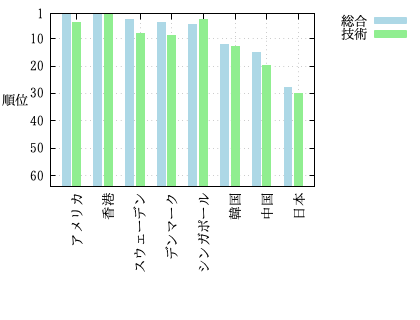 総合
技術
1
10
20
30
40
50
60
順位
アメリカ
香港
スウェーデン
デンマーク
シンガポール
韓国
中国
日本